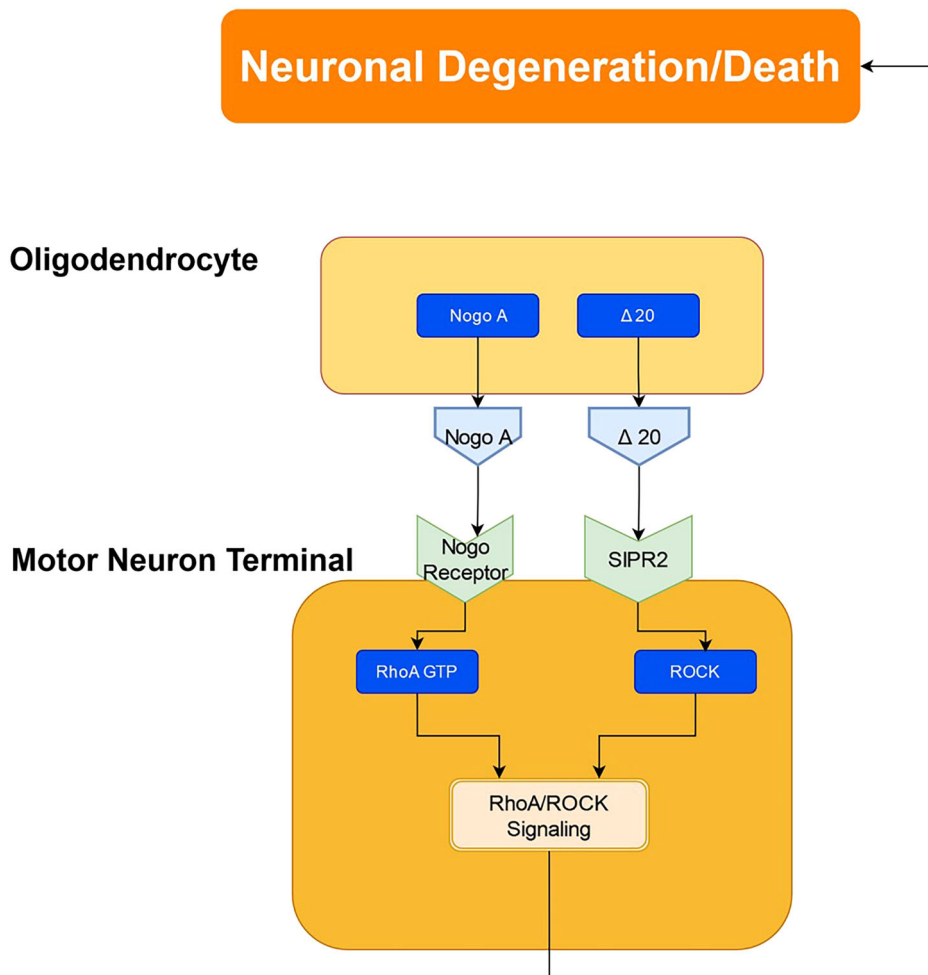 Neuronal Degeneration/Death
Oligodendrocyte
Nogo A
Δ 20
Nogo A
Δ 20
Motor Neuron Terminal
Nogo
Receptor
SIPR2
RhoA GTP
ROCK
RhoA/ROCK
Signaling